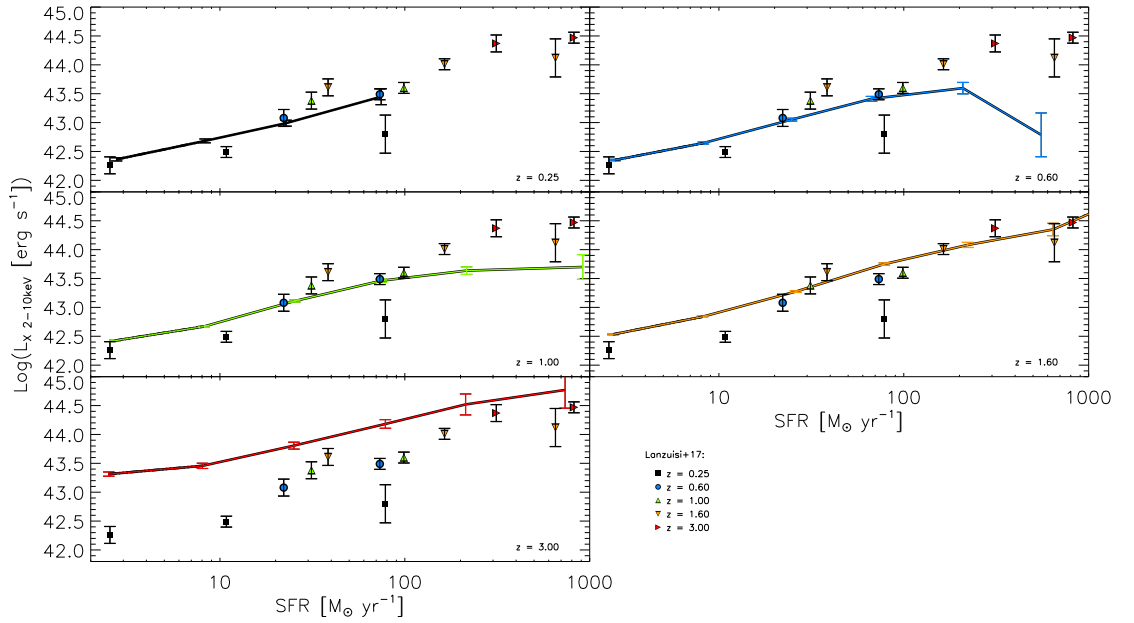 45.0
44.5
44.0
43.5
43.0
42.5
42.0
z = 0.25
z = 0.60
44.5
44.0
43.5
43.0
42.5
42.0
z = 1.00
z = 1.60
10
100
1000
SFR [M⊙ yr⁻¹]
45.0
44.5
44.0
43.5
43.0
42.5
42.0
z = 3.00
10
100
1000
SFR [M⊙ yr⁻¹]
Log(L_X 2-10keV [erg s⁻¹])
Lanzuisi+17:
z = 0.25
z = 0.60
z = 1.00
z = 1.60
z = 3.00